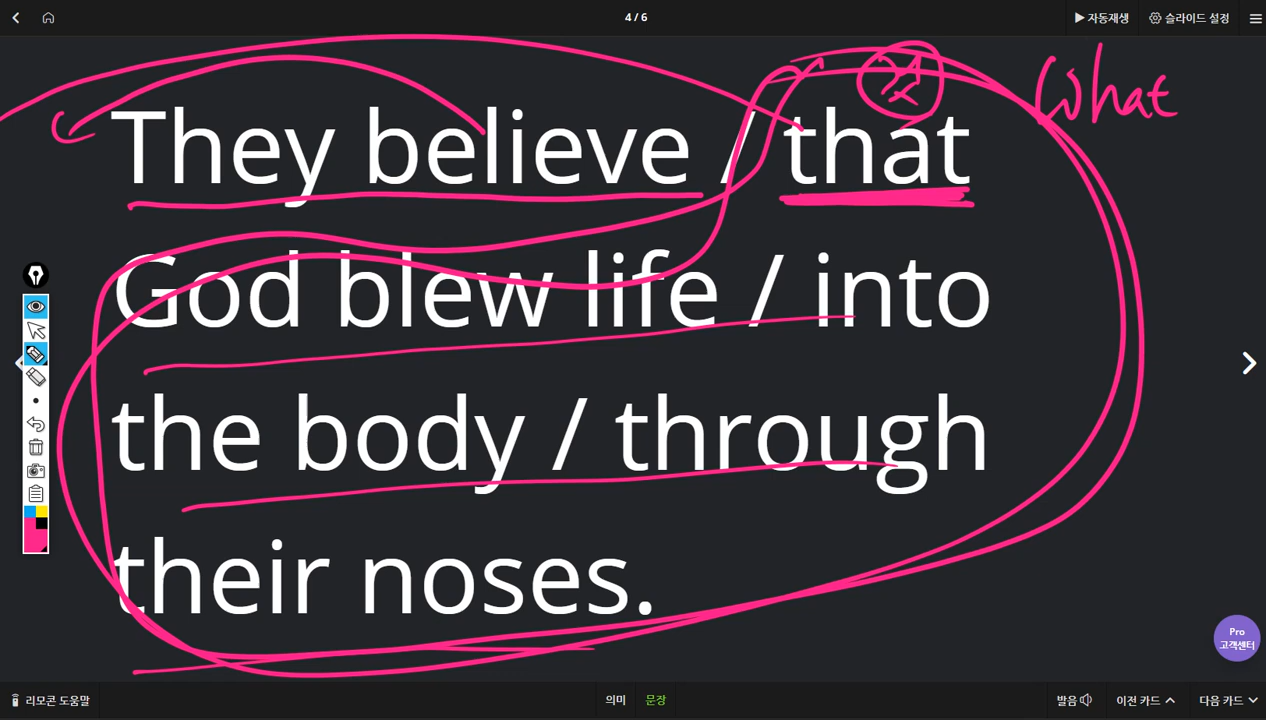 4 / 6
자동재생
슬라이드 설정
What
They believe / that
God blew life / into
the body / through
their noses.
Pro
고객센터
리모콘 도움말
의미
문장
발음
이전 카드
다음 카드